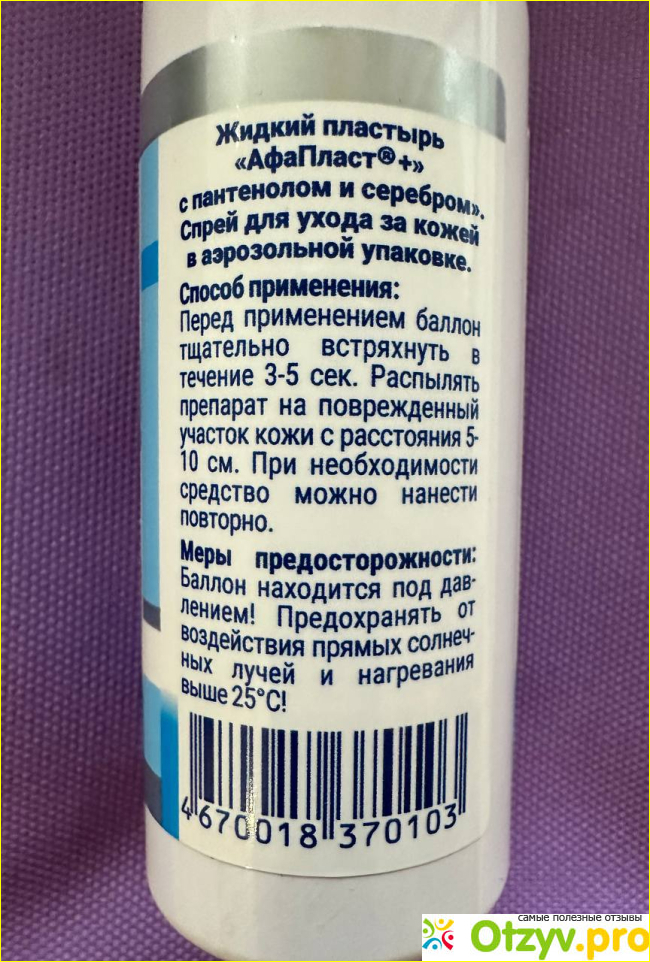 Жидкий пластырь
«АфаПласт®+»
с пантенолом и серебром».
Спрей для ухода за кожей
в аэрозольной упаковке.
Способ применения:
Перед применением баллон
тщательно встряхнуть в
течение 3-5 сек. Распылять
препарат на поврежденный
участок кожи с расстояния 5-
10 см. При необходимости
средство можно нанести
повторно.
Меры предосторожности:
Баллон находится под дав-
лением! Предохранять от
воздействия прямых солнеч-
ных лучей и нагревания
выше 25°С!
4 670018 370103
самые полезные отзывы
Otzyv.pro